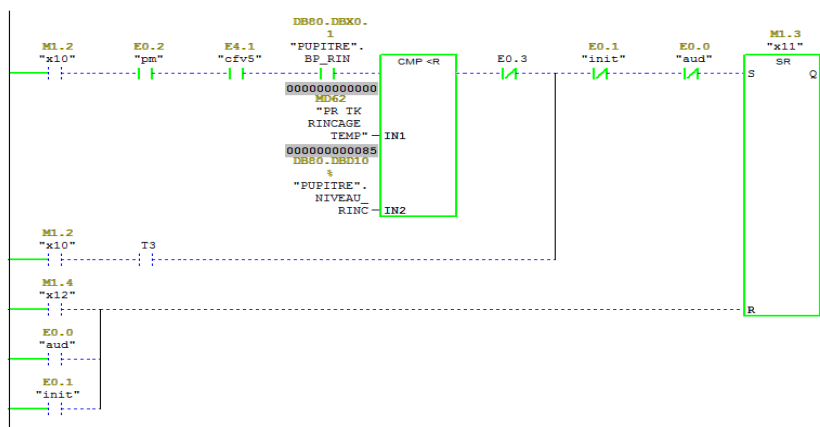 DB80.DBX0.
1
M1.2 E0.2 E4.1 "PUPITRE". M1.3
"x10" "pm" "cfv5" BP_RIN CMP <R E0.3 E0.1 E0.0 "x11"
"init" "aud" SR
S Q
000000000000
MD62
"PR TK
RINCAGE
TEMP" IN1
000000000085
DB80.DBD10
%
"PUPITRE".
NIVEAU_
RINC IN2
M1.2
"x10" T3
M1.4
"x12"
R
E0.0
"aud"
E0.1
"init"